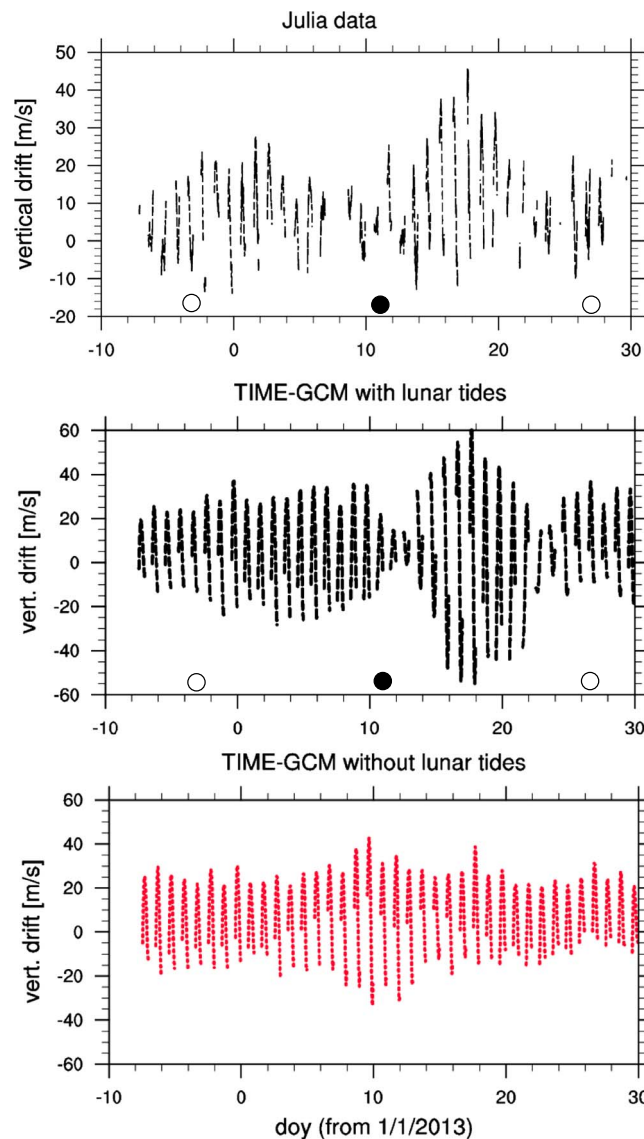 Julia data
vertical drift [m/s]
50
40
30
20
10
0
-10
-20
-10 0 10 20 30
TIME-GCM with lunar tides
vert. drift [m/s]
60
40
20
0
-20
-40
-60
-10 0 10 20 30
TIME-GCM without lunar tides
vert. drift [m/s]
60
40
20
0
-20
-40
-60
-10 0 10 20 30
doy (from 1/1/2013)